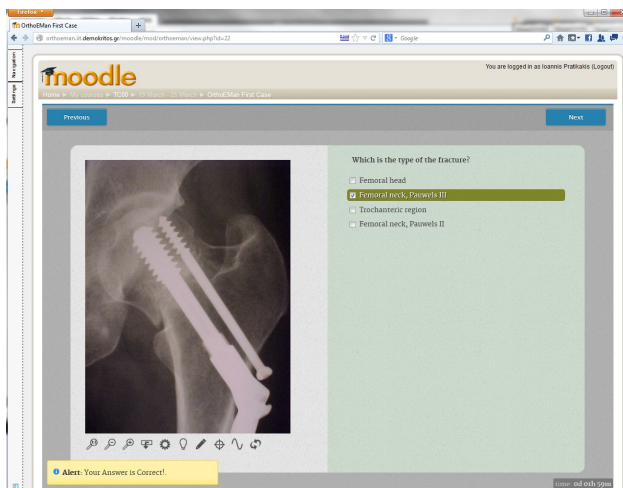 Firefox
OrthoEMan First Case
orthoeman.iit.demokritos.gr/moodle/mod/orthoeman/view.php?id=22
Google
Navigation
Settings
moodle
You are logged in as Ioannis Pratikakis (Logout)
Home ► My courses ► TC00 ► 19 March - 25 March ► OrthoEMan First Case
Previous
Next
Which is the type of the fracture?
Femoral head
Femoral neck, Pauwels III
Trochanteric region
Femoral neck, Pauwels II
Alert: Your Answer is Correct!.
time: 0d 01h 59m